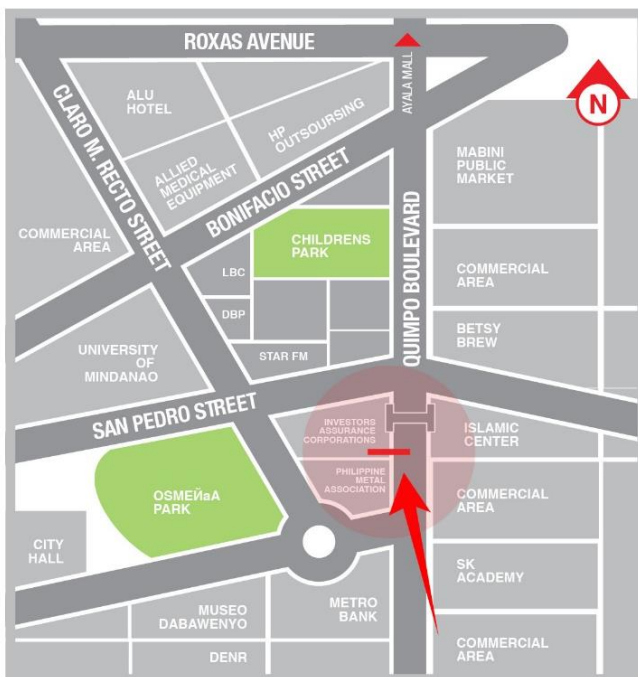 ROXAS AVENUE
AYALA MALL
N
CLARO M. RECTO STREET
ALU
HOTEL
HP
OUTSOURSING
ALLIED
MEDICAL
EQUIPMENT
BONIFACIO STREET
MABINI
PUBLIC
MARKET
COMMERCIAL
AREA
CHILDRENS
PARK
QUIMPO BOULEVARD
LBC
COMMERCIAL
AREA
DBP
BETSY
BREW
UNIVERSITY
OF
MINDANAO
STAR FM
SAN PEDRO STREET
INVESTORS
ASSURANCE
CORPORATIONS
ISLAMIC
CENTER
PHILIPPINE
METAL
ASSOCIATION
OSMEЙaA
PARK
COMMERCIAL
AREA
CITY
HALL
SK
ACADEMY
MUSEO
DABAWENYO
METRO
BANK
DENR
COMMERCIAL
AREA